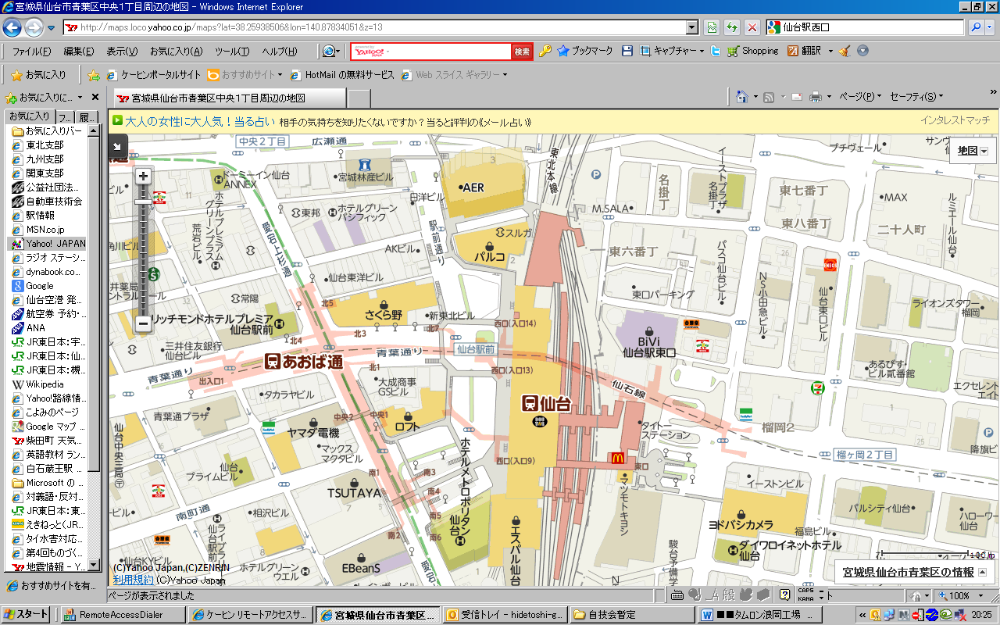 宮城県仙台市青葉区中央1丁目周辺の地図 - Windows Internet Explorer
http://maps.loco.yahoo.co.jp/maps?lat=38.25938506&lon=140.87834051&z=13
仙台駅西口
ファイル(F) 編集(E) 表示(V) お気に入り(A) ツール(T) ヘルプ(H)
YAHOO! 検索 ブックマーク キャプチャー Shopping 翻訳
お気に入り ケーヒンポータルサイト おすすめサイト HotMail の無料サービス Web スライス ギャラリー
お気に入りに...
宮城県仙台市青葉区中央1丁目周辺の地図
ページ(P) セーフティ(S)
お気に入り フ... 履...
お気に入りバー
東北支部
九州支部
関東支部
公益社団法...
自動車技術会
駅情報
MSN.co.jp
Yahoo! JAPAN
ラジオ ステーシ...
dynabook.co...
Google
仙台空港 発...
航空券 予約・...
ANA
JR東日本:宇...
JR東日本:仙...
JR東日本:槻...
Wikipedia
Yahoo!路線情...
こよみのページ
Google マップ ...
柴田町 天気...
英語教材 ラン...
白石蔵王駅 ...
Microsoft の ...
対義語・反対...
JR東日本:東...
えきねっと(JR...
タイ水害対応...
第4回ものづく...
地震情報 - Y...
おすすめサイトを有...
大人の女性に大人気！当る占い 相手の気持ちを知りたくないですか？当ると評判の《メール占い》
インタレストマッチ
地図
中央2丁目
広瀬通
東北本線
イーストプラザ
プチヴェール
ドーミーイン仙台ANNEX
宮城林産ビル
AER
3
日洋ビル
名掛丁
名掛丁
東七番丁
MAX
ルミエール仙台
ホテルグリーンパシフィック
東邦
ホテルプレミアムグリーンプラス
荒岩ビル
愛宕上杉通
駅前通り
M.SALA
東八番丁
二十人町
スルガ
パルコ
2
AKビル
東六番丁
パスコ仙台ビル
NS小田急ビル
26
ENEOS
仙台東口ビル
仙台東洋ビル
常陽
東口パーキング
ライオンズタワー榴岡
北5
さくら野
新東北ビル
西口(入口14)
リッチモンドホテルプレミア仙台駅前
北4
北3
北7
BiVi仙台駅東口
三井住友銀行仙台ビル
青葉通り
青葉通り
仙台駅前
あおば通
北1
西口(入口13)
仙石線
あるぴす・ビル貳番館
出入口1
大成商事GSビル
タカラヤビル
エクセレントエイト
青葉通プラザ
中央2
中央1
仙台
ロフト
ヤマダ電機
タイトーステーション
榴岡2
マックスマクタブビル
仙台中央三局
仙台プライムビル
西口(入口9)
東口
榴ヶ岡2丁目
降旗ビル
南1
南3
南4
南5
南6
南2
TSUTAYA
7
5
ホテルメトロポリタン仙台
マツモトキヨシ
イーストンビル
南町通
相沢ビル
ヨドバシカメラ
パルシティ仙台
ハローワーク仙台
福島ビル
ライブホテル仙台駅前
エスパル仙台
ダイワロイネットホテル仙台
仙台KYビル
ホテルグリーンウエル
EBeanS
駿台予備学
(C)Yahoo Japan,(C)ZENRIN
利用規約 (C)Yahoo Japan
宮城県仙台市青葉区の情報
ページが表示されました
CAPS
KANA
100%
スタート RemoteAccessDialer ケーヒン リモートアクセスサ... 宮城県仙台市青葉区... 受信トレイ - hidetoshi-g... 自技会暫定 ■■タムロン浪岡工場 20:25